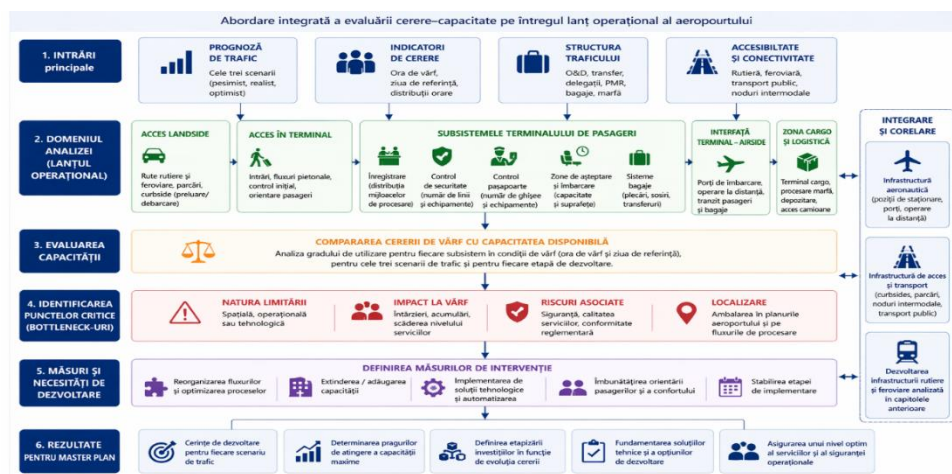 Abordare integrată a evaluării cerere–capacitate pe întregul lanț operațional al aeropourtului
1. INTRĂRI
principale
PROGNOZĂ
DE TRAFIC
Cele trei scenarii
(pesimist, realist,
optimist)
INDICATORI
DE CERERE
Ora de vârf,
ziua de referință,
distribuții orare
STRUCTURA
TRAFICULUI
O&D, transfer,
delegații, PMR,
bagaje, marfă
ACCESIBILTATE
ȘI CONECTIVITATE
Rutieră, feroviară,
transport public,
noduri intermodale
2. DOMENIUL
ANALIZEI
(LANȚUL
OPERAȚIONAL)
ACCES LANDSIDE
Rute rutiere și
feroviare, parcări,
curbside (preluare/
debarcare)
ACCES ÎN TERMINAL
Intrări, fluxuri pietonale,
control inițial,
orientare pasageri
SUBSISTEMELE TERMINALULUI DE PASAGERI
Înregistrare
(distribuția
mijloacelor
de procesare)
Control
de securitate
(număr de linii
și echipamente)
Control
pașapoarte
(număr de ghișee
și echipamente)
Zone de așteptare
și îmbarcare
(capacitate
și suprafețe)
Sisteme
bagaje
(plecări, sosiri,
transferuri)
INTERFAȚĂ
TERMINAL – AIRSIDE
Porți de îmbarcare,
operare la distanță,
tranzit pasageri
și bagaje
ZONA CARGO
ȘI LOGISTICĂ
Terminal cargo,
procesare marfă,
depozitare,
acces camioane
INTEGRARE
ȘI CORELARE
Infrastructură
aeronautică
(poziții de staționare,
porți, operare
la distanță)
3. EVALUAREA
CAPACITĂȚII
COMPARAREA CERERII DE VÂRF CU CAPACITATEA DISPONIBILĂ
Analiza gradului de utilizare pentru fiecare subsistem în condiții de vârf (ora de vârf și ziua de referință),
pentru cele trei scenarii de trafic și pentru fiecare etapă de dezvoltare.
4. IDENTIFICAREA
PUNCTELOR CRITICE
(BOTTLENECK-URI)
NATURA LIMITĂRII
Spațială, operațională
sau tehnologică
IMPACT LA VÂRF
Întârzieri, acumulări,
scăderea nivelului
serviciilor
RISCURI ASOCIATE
Siguranță, calitatea
serviciilor, conformitate
reglementară
LOCALIZARE
Ambalarea în planurile
aeroportului și pe
fluxurile de procesare
Infrastructură de acces
și transport
(curbsides, parcări,
noduri intermodale,
transport public)
5. MĂSURI ȘI
NECESITĂȚI DE
DEZVOLTARE
DEFINIREA MĂSURILOR DE INTERVENȚIE
Reorganizarea fluxurilor
și optimizarea proceselor
Extinderea / adăugarea
capacității
Implementarea de
soluții tehnologice
și automatizarea
Îmbunătățirea orientării
pasagerilor și a confortului
Stabilirea etapei
de implementare
Dezvoltarea
infrastructurii rutiere
și feroviare analizată
în capitolele
anterioare
6. REZULTATE
PENTRU MASTER PLAN
Cerințe de dezvoltare
pentru fiecare scenariu
de trafic
Determinarea pragurilor
de atingere a capacității
maxime
Definirea etapizării
investițiilor în funcție
de evoluția cererii
Fundamentarea soluțiilor
tehnice și a opțiunilor
de dezvoltare
Asigurarea unui nivel optim
al serviciilor și al siguranței
operaționale